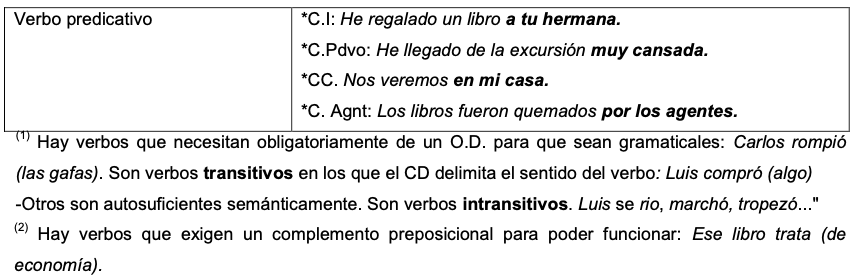 Verbo predicativo
*C.I: He regalado un libro a tu hermana.
*C.Pdvo: He llegado de la excursión muy cansada.
*CC. Nos veremos en mi casa.
*C. Agnt: Los libros fueron quemados por los agentes.
(1) Hay verbos que necesitan obligatoriamente de un O.D. para que sean gramaticales: Carlos rompió
(las gafas). Son verbos transitivos en los que el CD delimita el sentido del verbo: Luis compró (algo)
-Otros son autosuficientes semánticamente. Son verbos intransitivos. Luis se rio, marchó, tropezó..."
(2) Hay verbos que exigen un complemento preposicional para poder funcionar: Ese libro trata (de
economía).